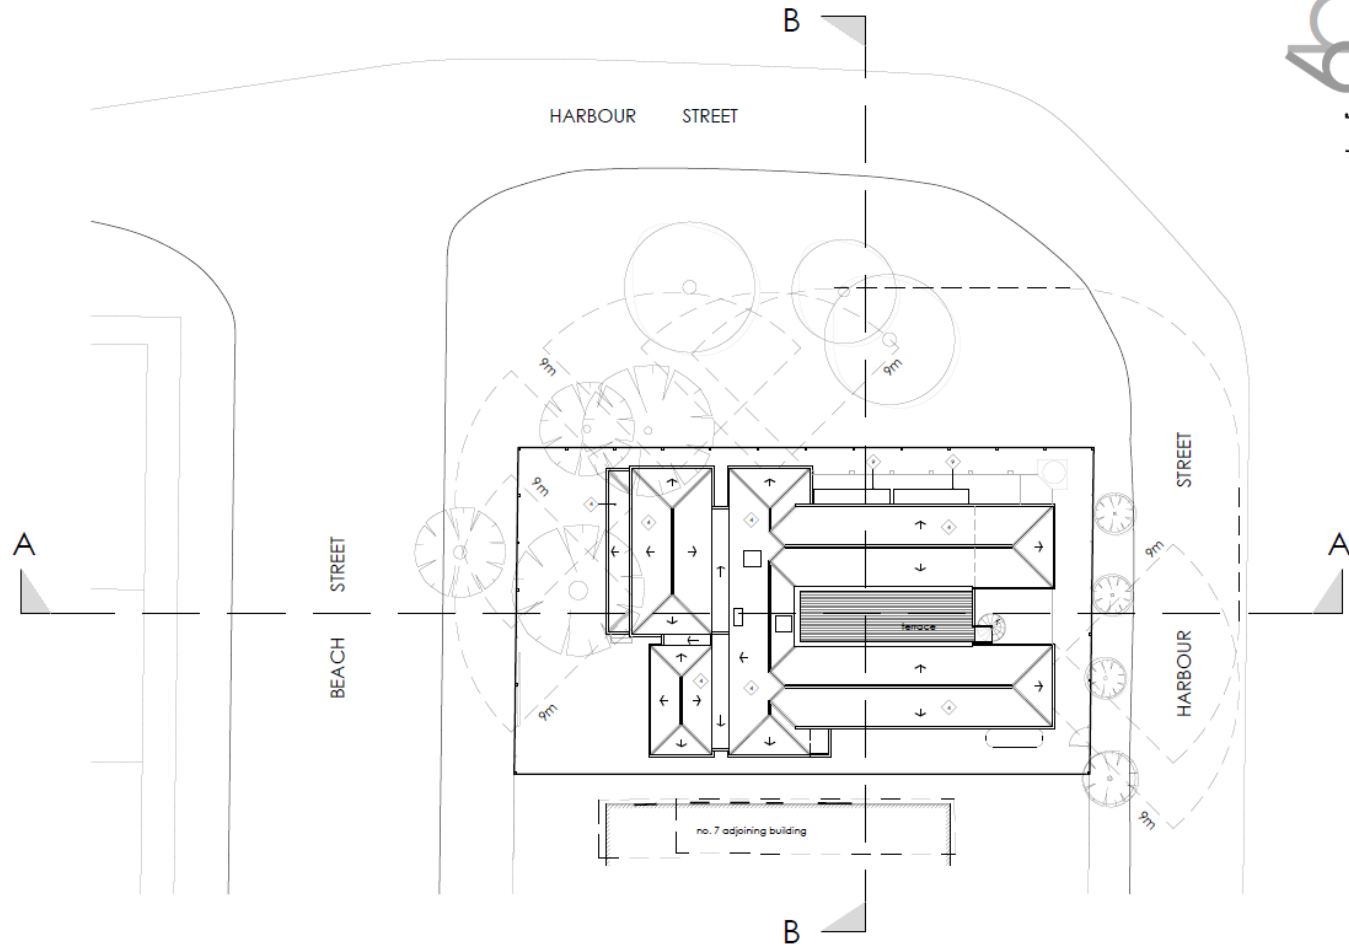 B
HARBOUR STREET
9m
9m
STREET
9m
A
A
STREET
9m
terrace
BEACH
HARBOUR
9m
9m
no. 7 adjoining building
B